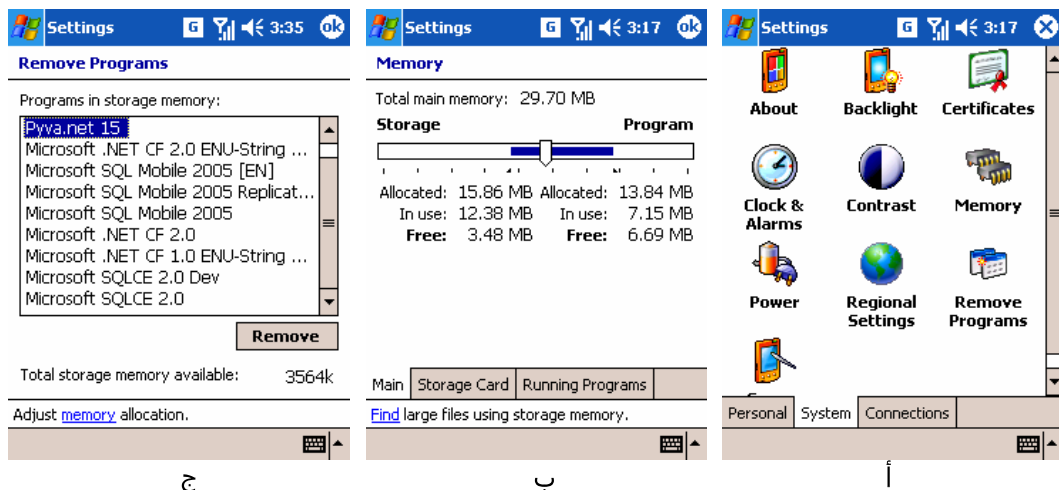 Settings G 3:35 ok
Remove Programs
Programs in storage memory:
Pyva.net 15
Microsoft .NET CF 2.0 ENU-String ...
Microsoft SQL Mobile 2005 [EN]
Microsoft SQL Mobile 2005 Replicat...
Microsoft SQL Mobile 2005
Microsoft .NET CF 2.0
Microsoft .NET CF 1.0 ENU-String ...
Microsoft SQLCE 2.0 Dev
Microsoft SQLCE 2.0
Remove
Total storage memory available: 3564k
Adjust memory allocation.
ج
Settings G 3:17 ok
Memory
Total main memory: 29.70 MB
Storage Program
Allocated: 15.86 MB Allocated: 13.84 MB
In use: 12.38 MB In use: 7.15 MB
Free: 3.48 MB Free: 6.69 MB
Main Storage Card Running Programs
Find large files using storage memory.
ب
Settings G 3:17
About Backlight Certificates
Clock & Contrast Memory
Alarms
Power Regional Remove
Settings Programs
Personal System Connections
أ